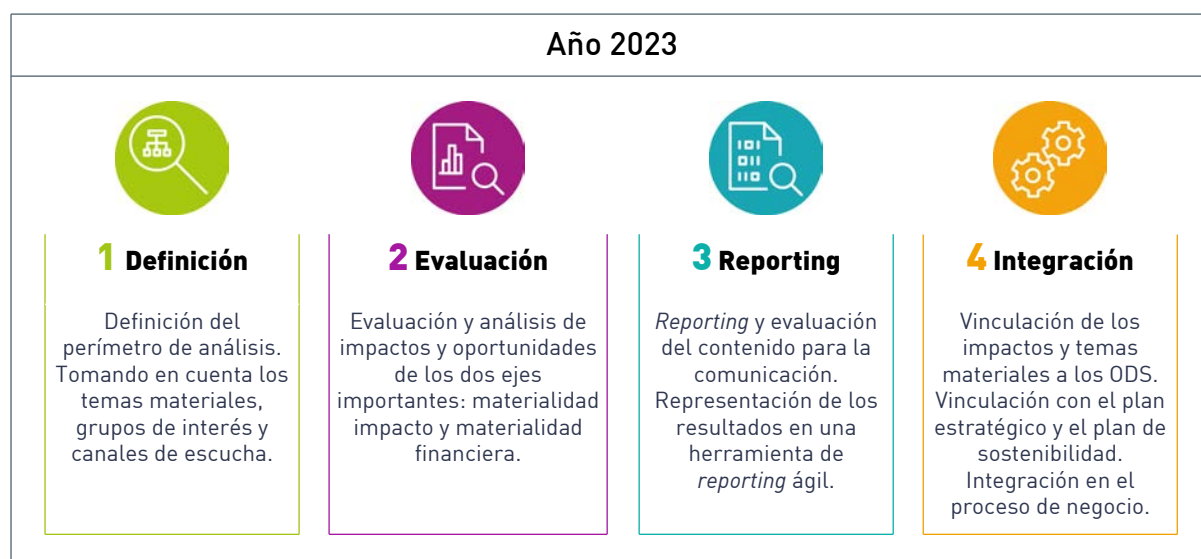 Año 2023
1 Definición
Definición del
perímetro de análisis.
Tomando en cuenta los
temas materiales,
grupos de interés y
canales de escucha.
2 Evaluación
Evaluación y análisis de
impactos y oportunidades
de los dos ejes
importantes: materialidad
impacto y materialidad
financiera.
3 Reporting
Reporting y evaluación
del contenido para la
comunicación.
Representación de los
resultados en una
herramienta de
reporting ágil.
4 Integración
Vinculación de los
impactos y temas
materiales a los ODS.
Vinculación con el plan
estratégico y el plan de
sostenibilidad.
Integración en el
proceso de negocio.